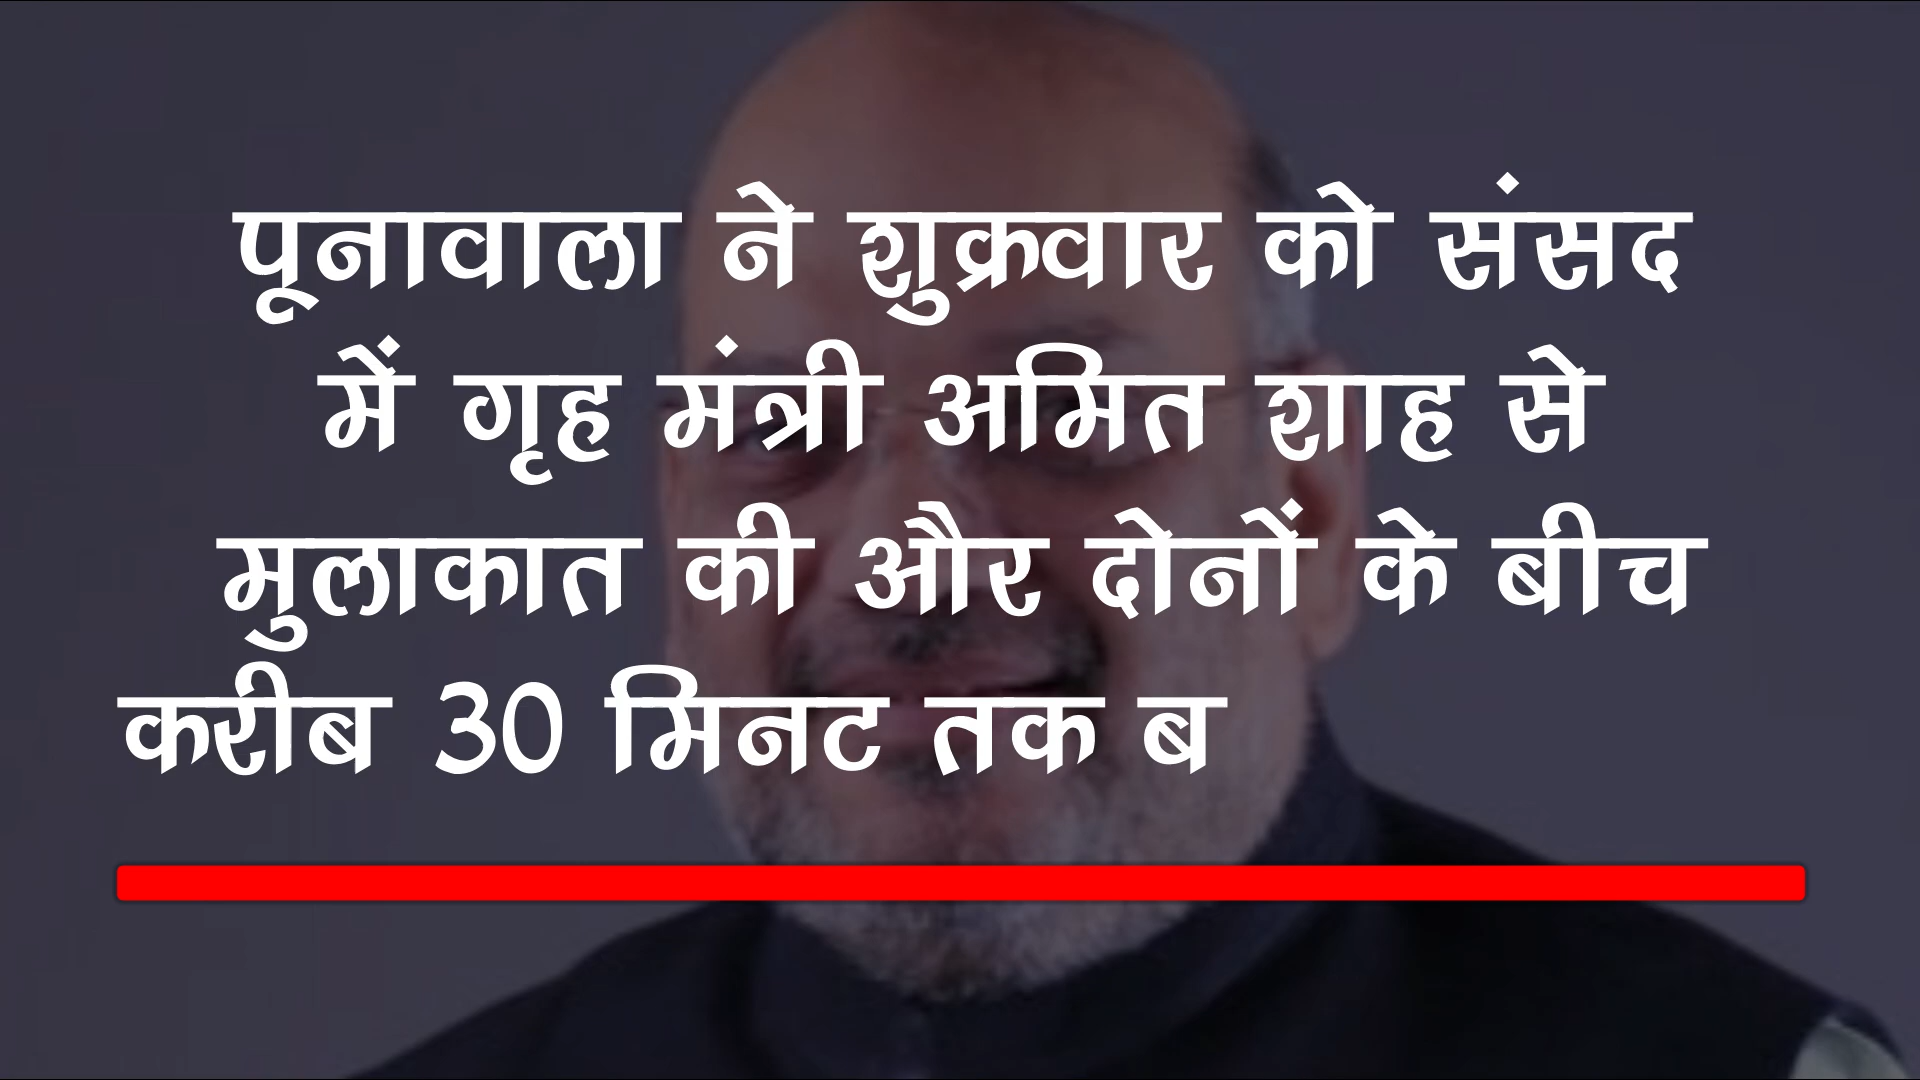 पूनावाला ने शुक्रवार को संसद
में गृह मंत्री अमित शाह से
मुलाकात की और दोनों के बीच
करीब 30 मिनट तक ब